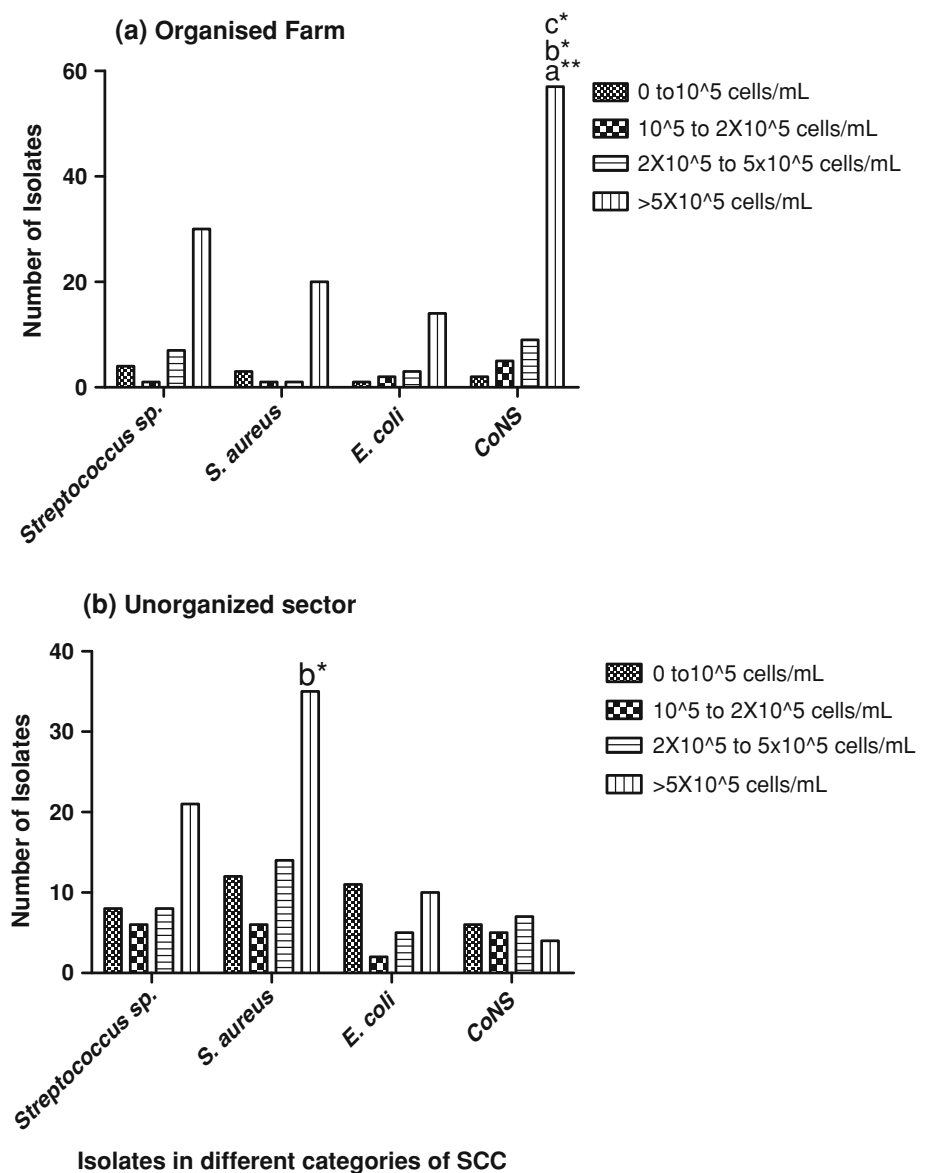 (a) Organised Farm
c*
b*
a**
60
40
20
0
Number of Isolates
0 to10^5 cells/mL
10^5 to 2X10^5 cells/mL
2X10^5 to 5x10^5 cells/mL
>5X10^5 cells/mL
Streptococcus sp.
S. aureus
E. coli
CoNS
(b) Unorganized sector
b*
40
30
20
10
0
Number of Isolates
0 to10^5 cells/mL
10^5 to 2X10^5 cells/mL
2X10^5 to 5x10^5 cells/mL
>5X10^5 cells/mL
Streptococcus sp.
S. aureus
E. coli
CoNS
Isolates in different categories of SCC